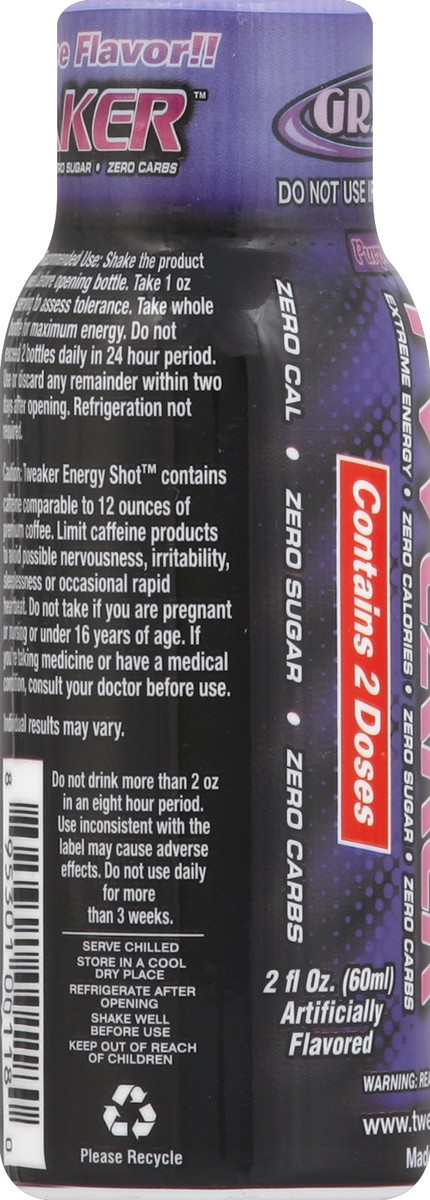 Flavor!!
AKER™
ZERO CARBS
Use: Shake the product
before opening bottle. Take 1 oz
to assess tolerance. Take whole
for maximum energy. Do not
2 bottles daily in 24 hour period.
or discard any remainder within two
days after opening. Refrigeration not
required.
Caution: Tweaker Energy Shot™ contains
caffeine comparable to 12 ounces of
premium coffee. Limit caffeine products
to avoid possible nervousness, irritability,
sleeplessness or occasional rapid
heartbeat. Do not take if you are pregnant
or nursing or under 16 years of age. If
you're taking medicine or have a medical
condition, consult your doctor before use.
Individual results may vary.
Do not drink more than 2 oz
in an eight hour period.
Use inconsistent with the
label may cause adverse
effects. Do not use daily
for more
than 3 weeks.
SERVE CHILLED
STORE IN A COOL
DRY PLACE
REFRIGERATE AFTER
OPENING
SHAKE WELL
BEFORE USE
KEEP OUT OF REACH
OF CHILDREN
Please Recycle
8 95301 00118 0
GRA
DO NOT USE IF
ZERO CAL • ZERO SUGAR • ZERO CARBS
Contains 2 Doses
EXTREME ENERGY • ZERO CALORIES • ZERO SUGAR • ZERO CARBS
2 fl Oz. (60ml)
Artificially
Flavored
WARNING: REA
www.twe
Mad